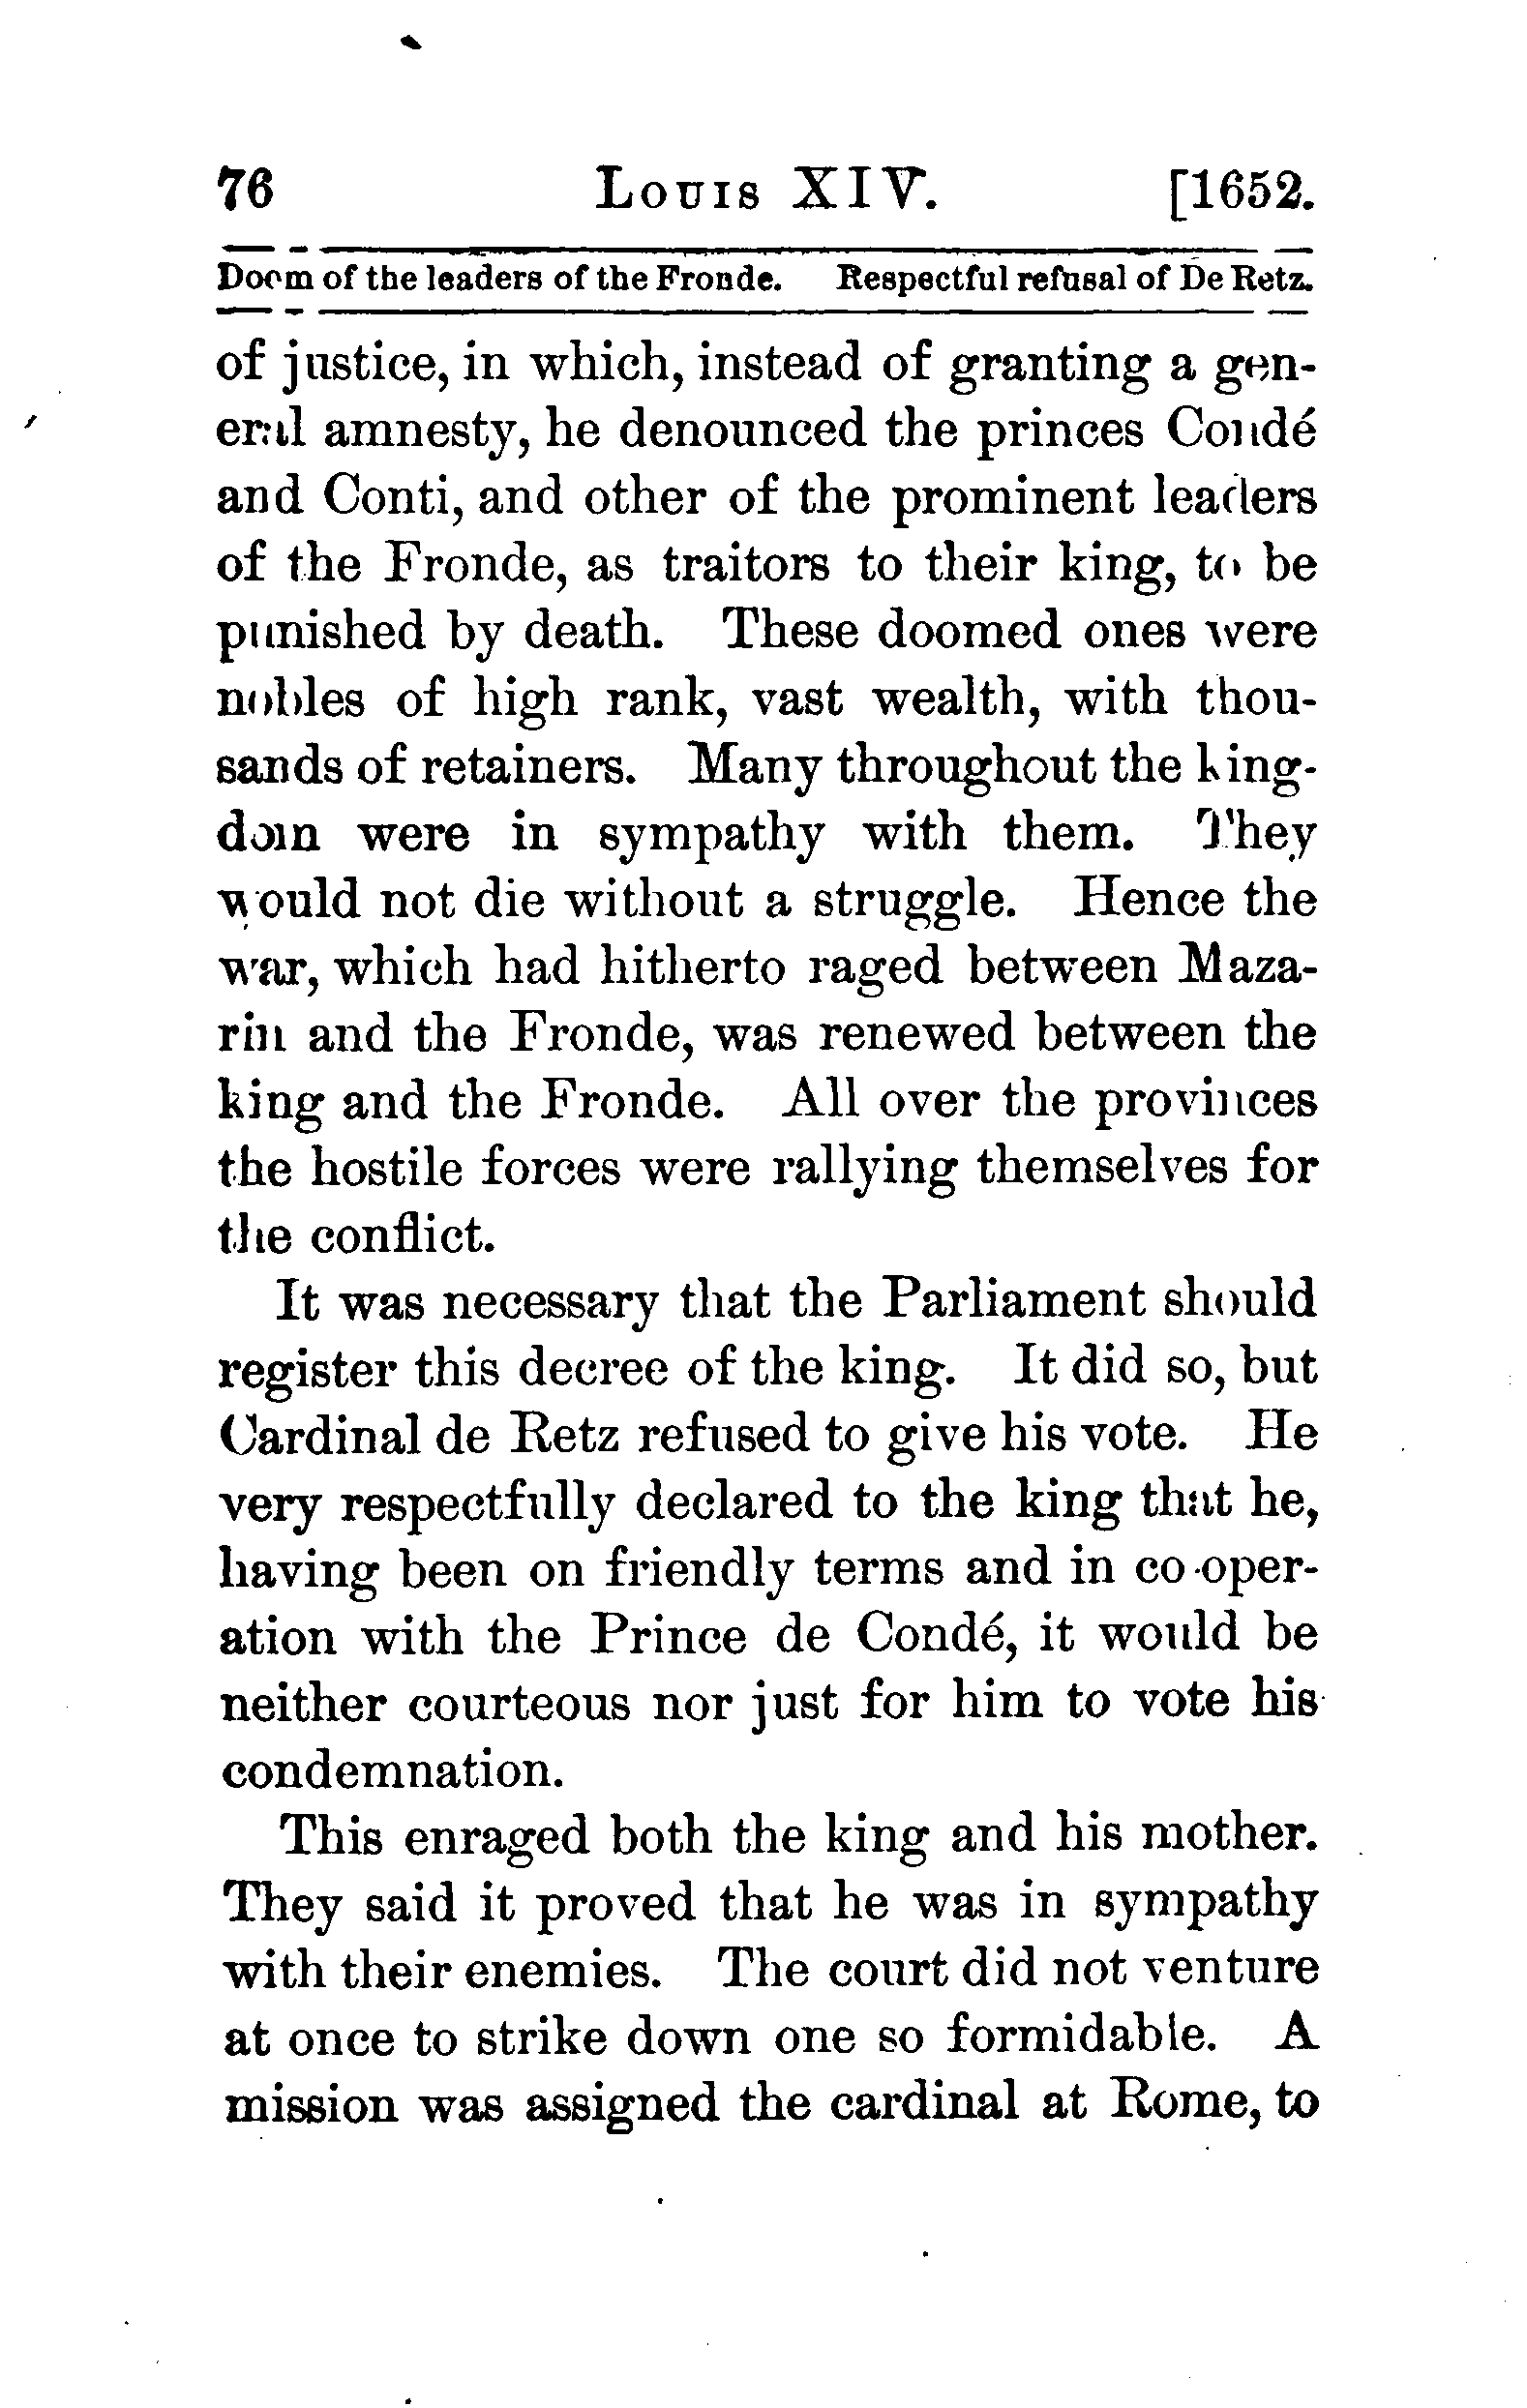 76 Louis XIV. [1652.
Doom of the leaders of the Fronde. Respectful refusal of De Retz.
of justice, in which, instead of granting a gen-
eral amnesty, he denounced the princes Condé
and Conti, and other of the prominent leaders
of the Fronde, as traitors to their king, to be
punished by death. These doomed ones were
nobles of high rank, vast wealth, with thou-
sands of retainers. Many throughout the king-
dom were in sympathy with them. They
would not die without a struggle. Hence the
war, which had hitherto raged between Maza-
rin and the Fronde, was renewed between the
king and the Fronde. All over the provinces
the hostile forces were rallying themselves for
the conflict.
It was necessary that the Parliament should
register this decree of the king. It did so, but
Cardinal de Retz refused to give his vote. He
very respectfully declared to the king that he,
having been on friendly terms and in co-oper-
ation with the Prince de Condé, it would be
neither courteous nor just for him to vote his
condemnation.
This enraged both the king and his mother.
They said it proved that he was in sympathy
with their enemies. The court did not venture
at once to strike down one so formidable. A
mission was assigned the cardinal at Rome, to